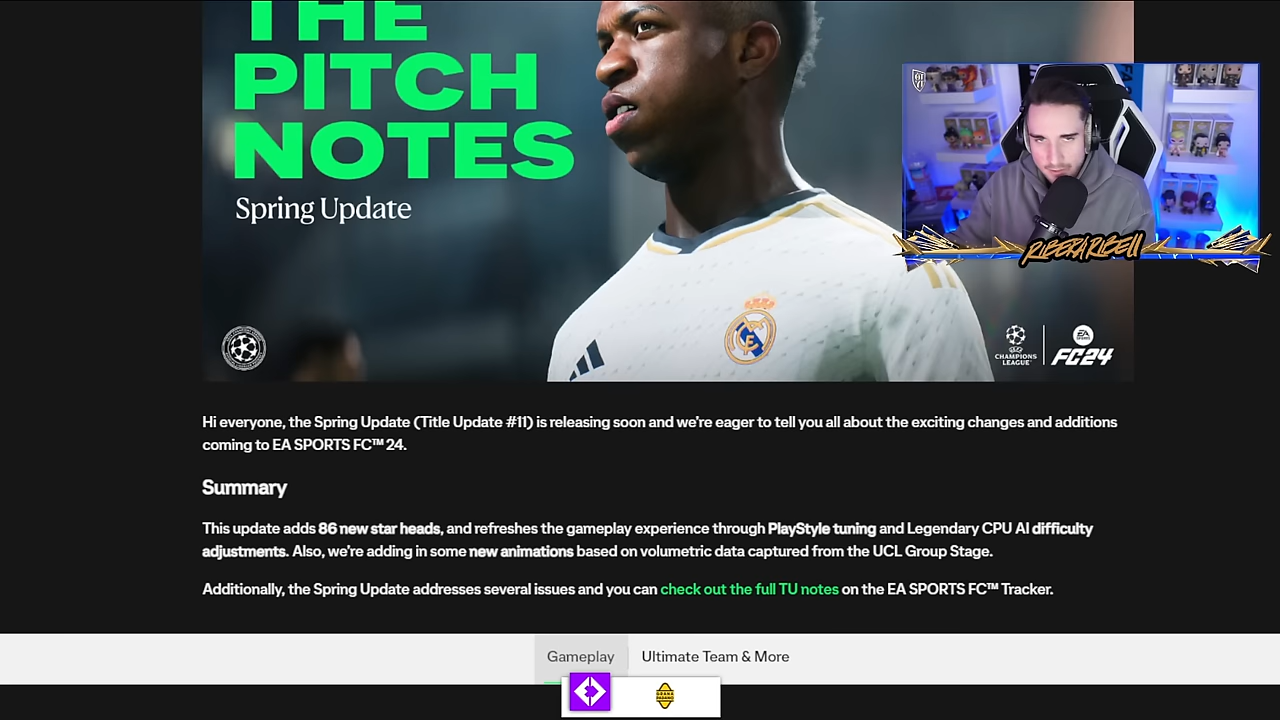 THE
PITCH
NOTES
Spring Update
RIBERARIBELL
CHAMPIONS
LEAGUE
EA
SPORTS
FC24
Hi everyone, the Spring Update (Title Update #11) is releasing soon and we’re eager to tell you all about the exciting changes and additions
coming to EA SPORTS FC™ 24.
Summary
This update adds 86 new star heads, and refreshes the gameplay experience through PlayStyle tuning and Legendary CPU AI difficulty
adjustments. Also, we’re adding in some new animations based on volumetric data captured from the UCL Group Stage.
Additionally, the Spring Update addresses several issues and you can check out the full TU notes on the EA SPORTS FC™ Tracker.
Gameplay
Ultimate Team & More